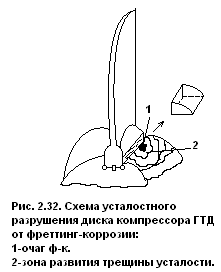 1
2
Рис. 2.32. Схема усталостного
разрушения диска компрессора ГТД
от фреттинг-коррозии:
1-очаг ф-к.
2-зона развития трещины усталости.